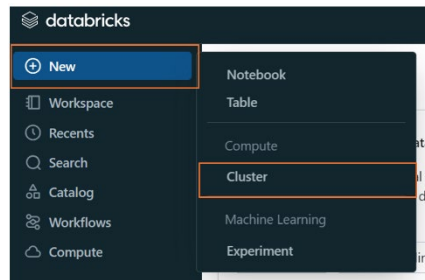 databricks
New
Workspace
Recents
Search
Catalog
Workflows
Compute
Notebook
Table
Compute
Cluster
Machine Learning
Experiment